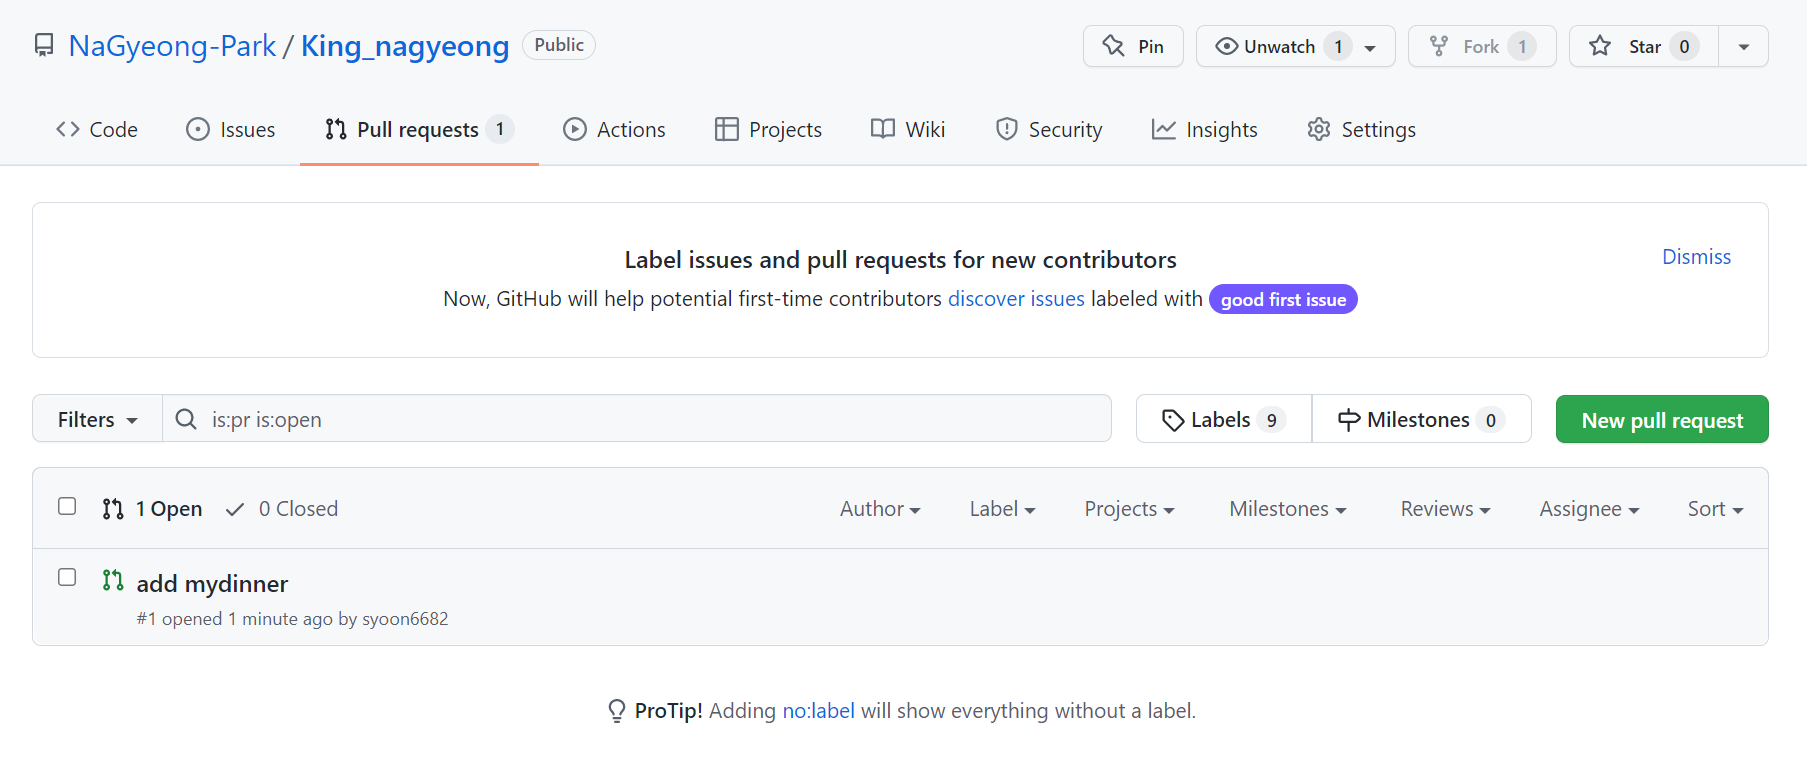 NaGyeong-Park / King_nagyeong Public Pin Unwatch 1 Fork 1 Star 0
Code Issues Pull requests 1 Actions Projects Wiki Security Insights Settings
Label issues and pull requests for new contributors
Dismiss
Now, GitHub will help potential first-time contributors discover issues labeled with good first issue
Filters is:pr is:open Labels 9 Milestones 0 New pull request
1 Open 0 Closed Author Label Projects Milestones Reviews Assignee Sort
add mydinner
#1 opened 1 minute ago by syoon6682
ProTip! Adding no:label will show everything without a label.